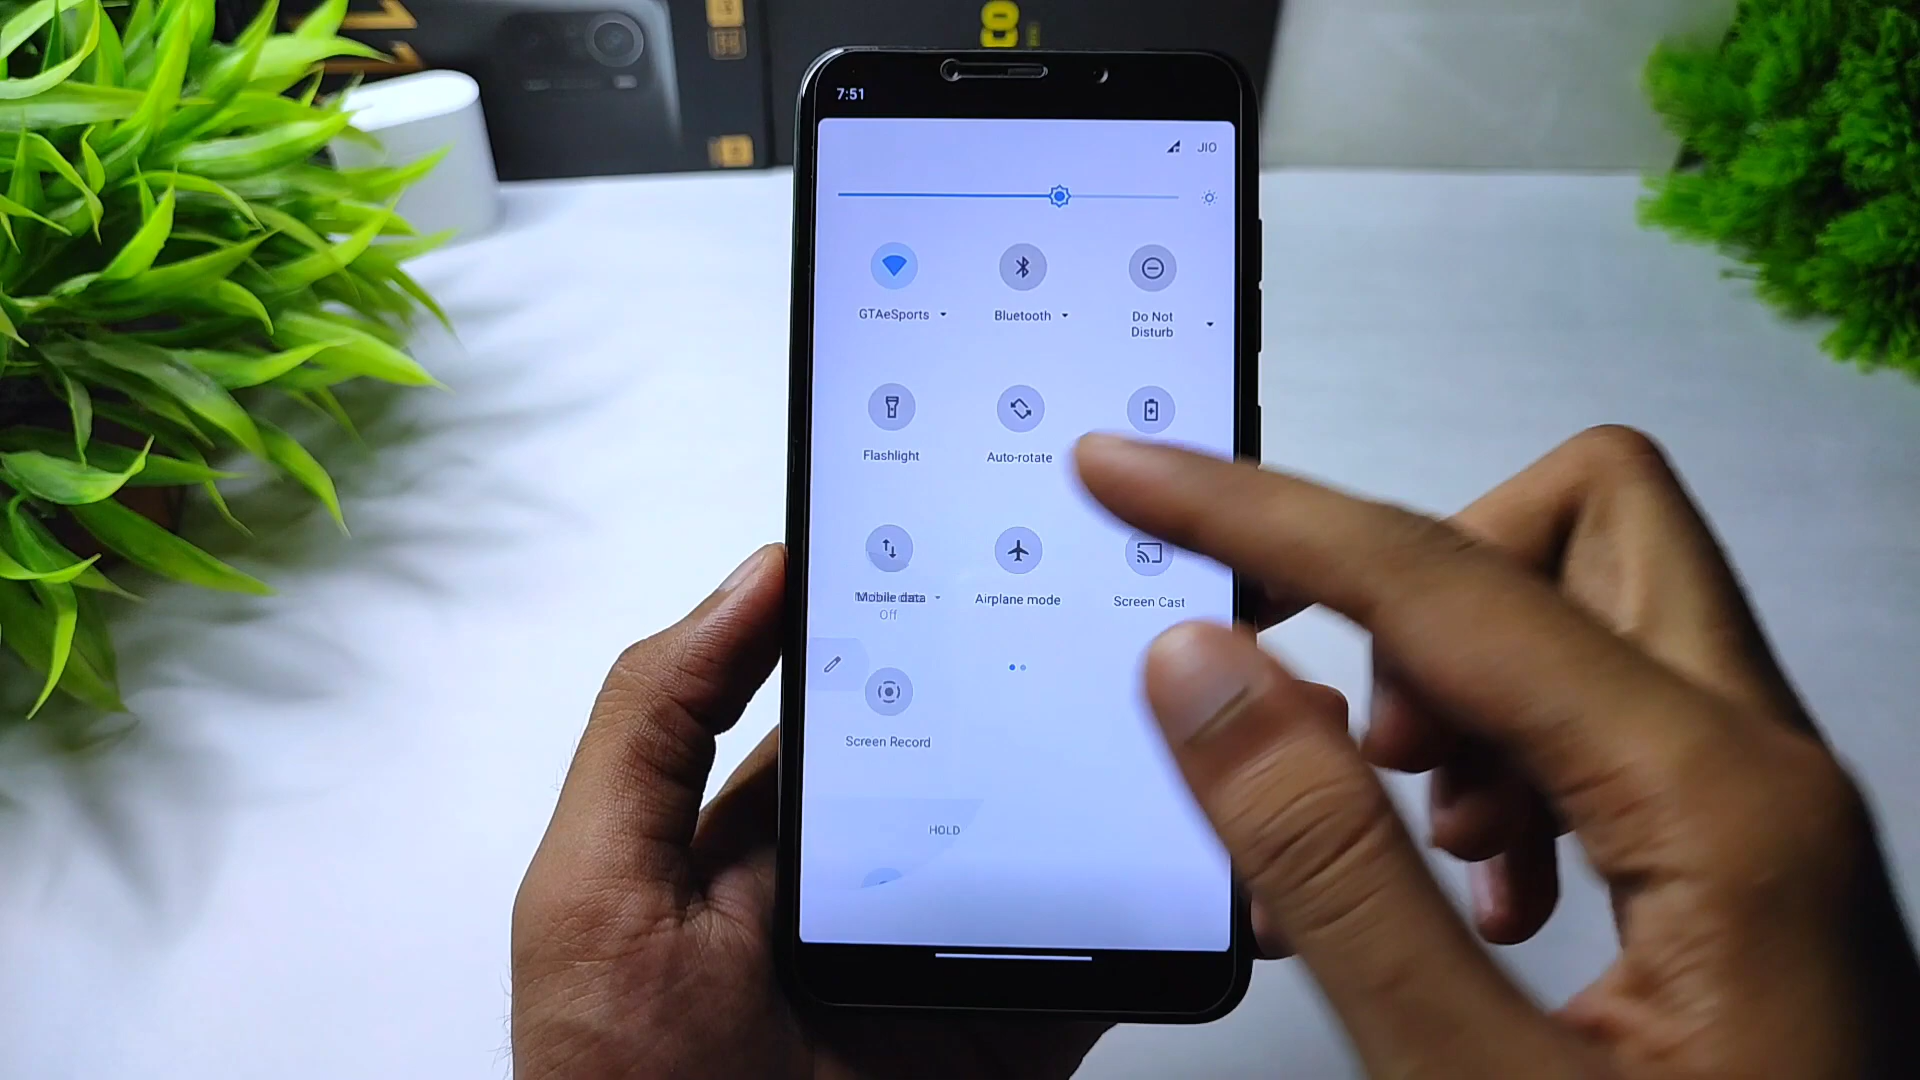 CO
7:51
JIO
GTAeSports
Bluetooth
Do Not
Disturb
Flashlight
Auto-rotate
Mobile data
Off
Airplane mode
Screen Cast
Screen Record
HOLD